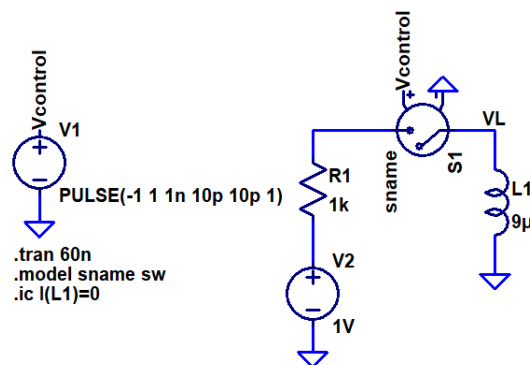 Vcontrol
V1
PULSE(-1 1 1n 10p 10p 1)
.tran 60n
.model sname sw
.ic I(L1)=0
Vcontrol
sname
S1
VL
R1
1k
V2
1V
L1
9µ